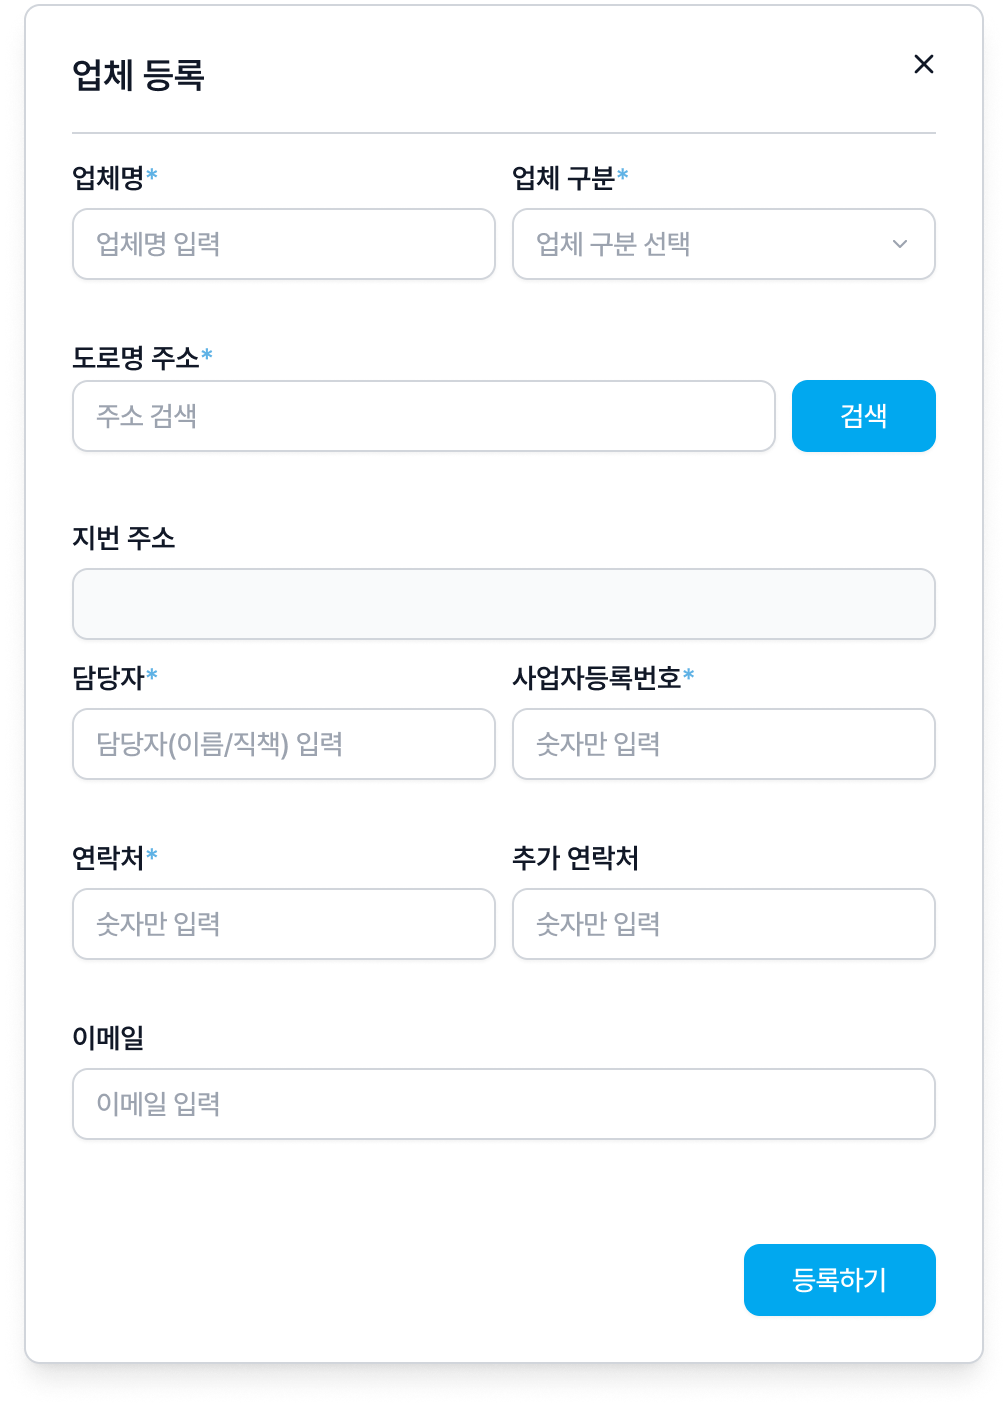 업체 등록
업체명* 업체 구분*
업체명 입력 업체 구분 선택
도로명 주소*
주소 검색 검색
지번 주소
담당자* 사업자등록번호*
담당자(이름/직책) 입력 숫자만 입력
연락처* 추가 연락처
숫자만 입력 숫자만 입력
이메일
이메일 입력
등록하기